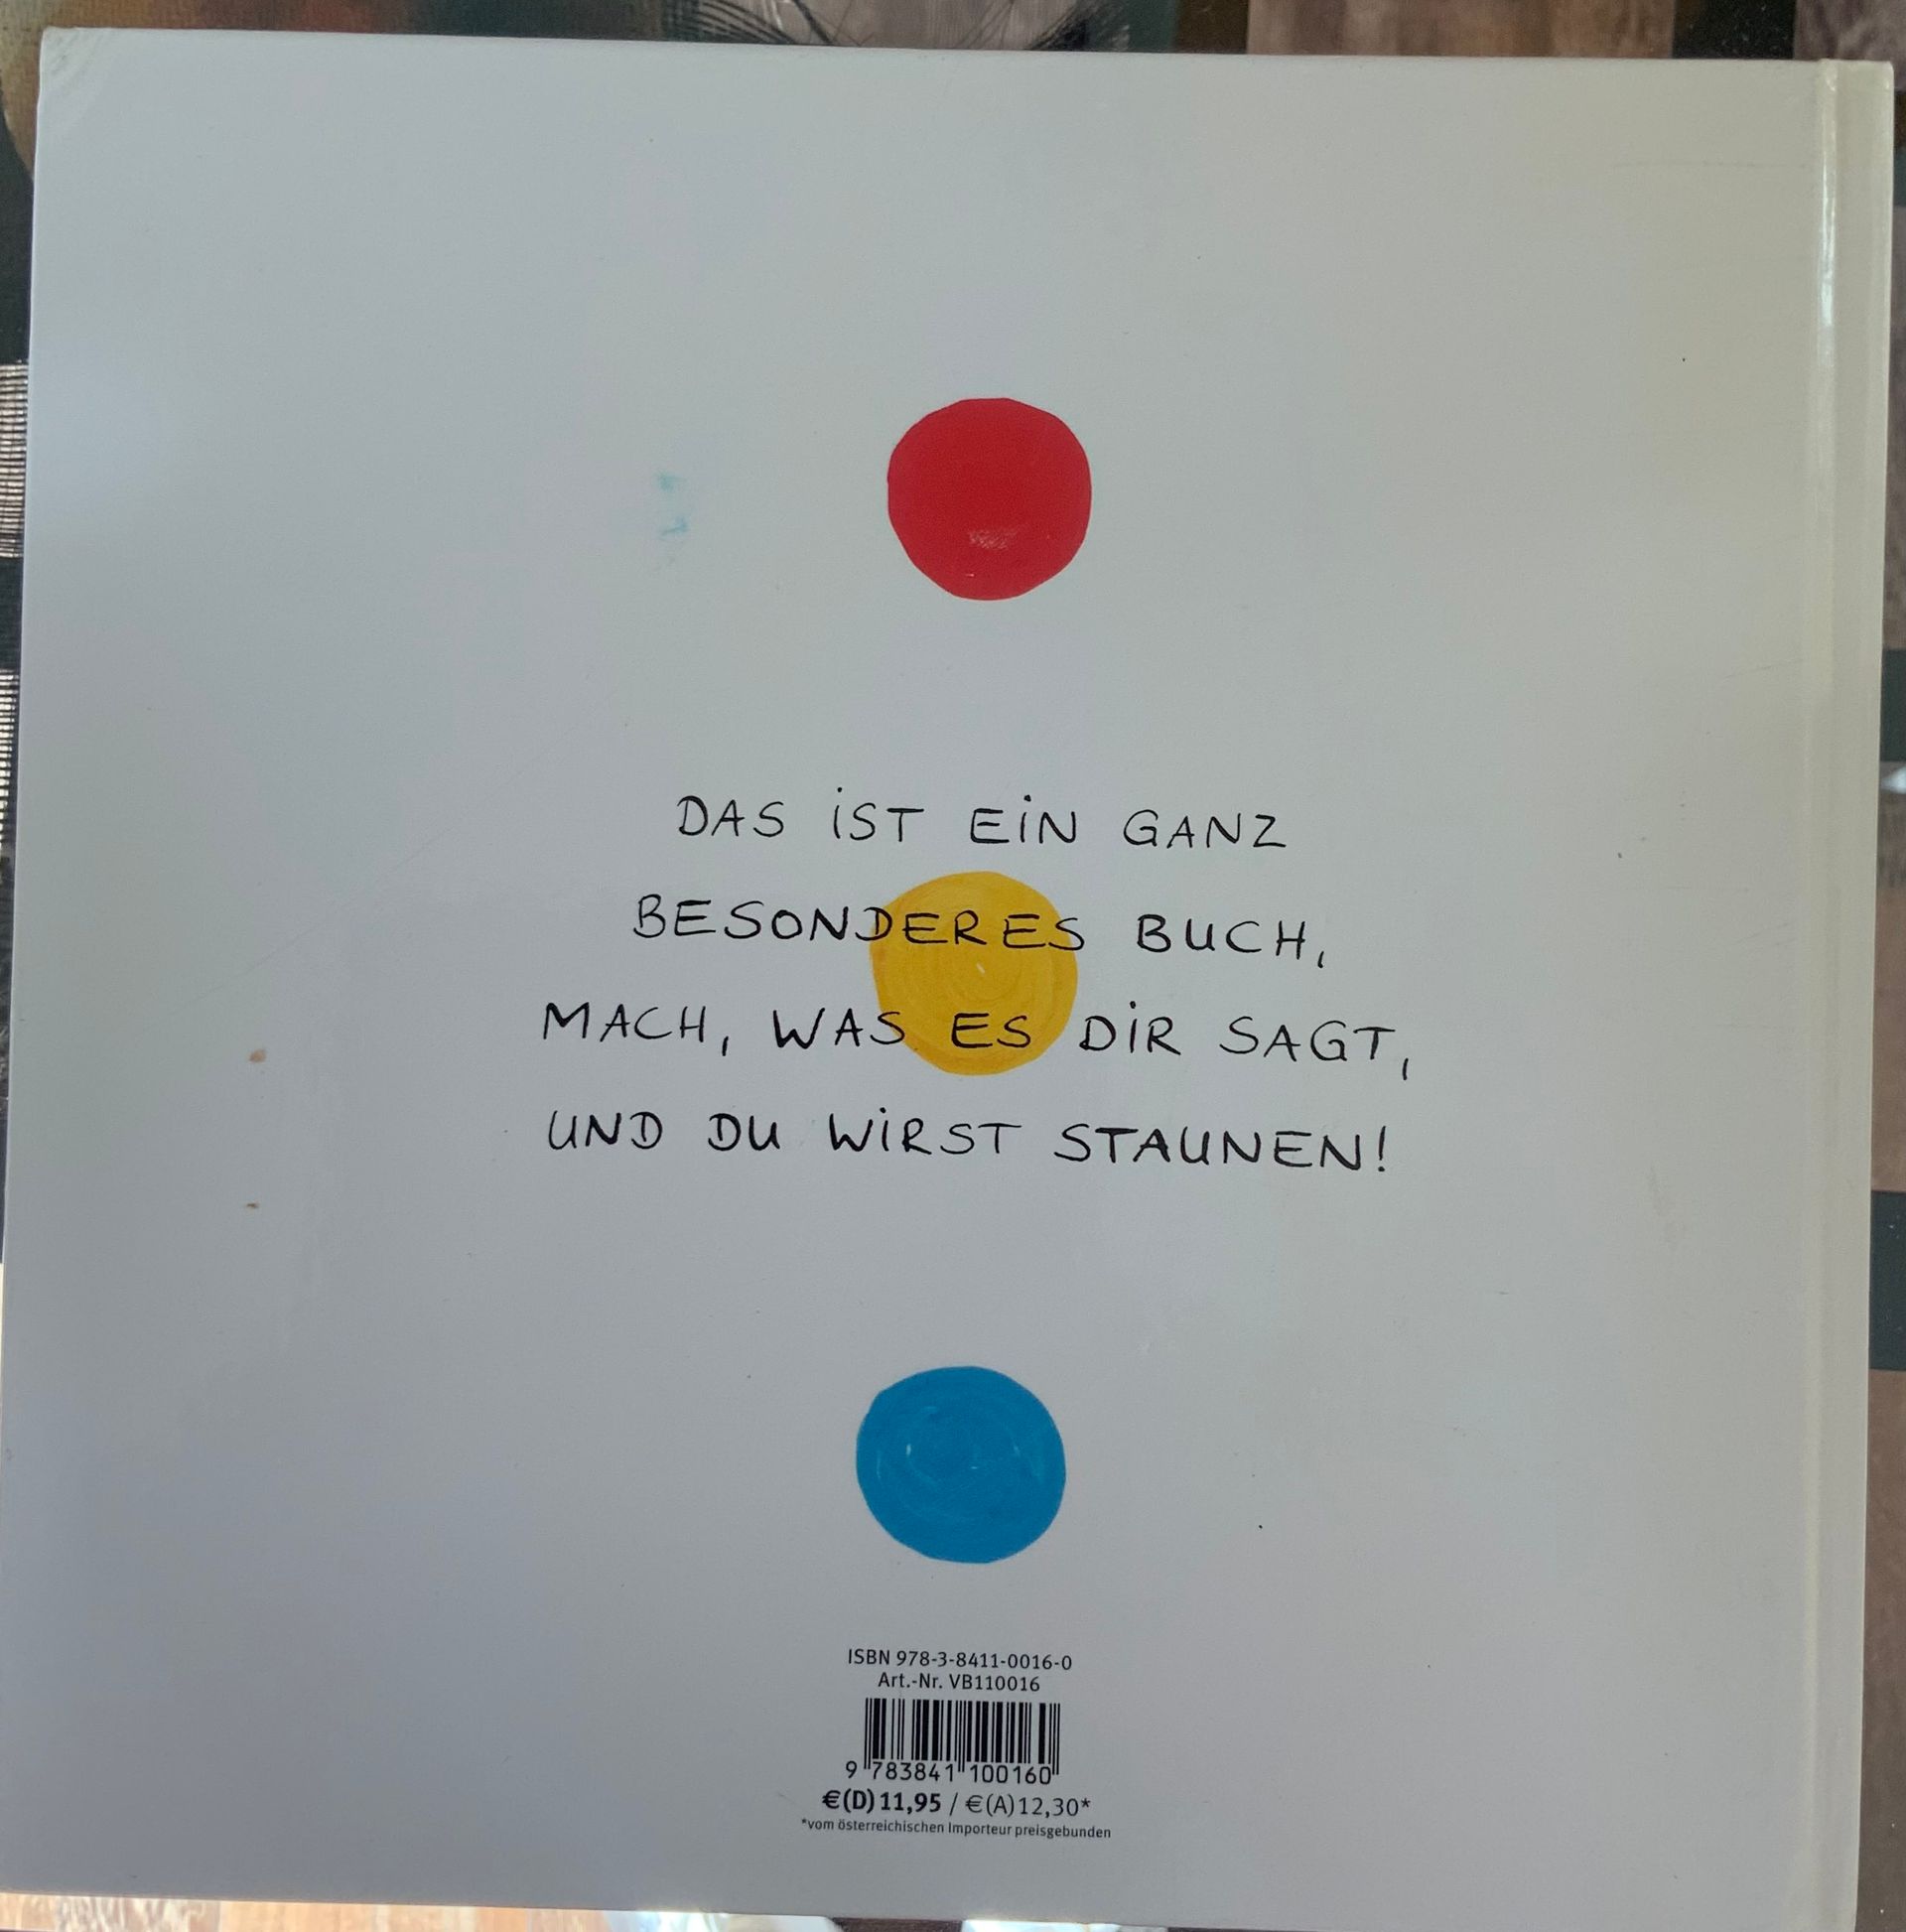 DAS iST EiN GANZ
BESONDERES BUCH,
MACH, WAS ES DiR SAGT,
UND DU WiRST STAUNEN!
ISBN 978-3-8411-0016-0
Art.-Nr. VB110016
9 783841 100160
€(D) 11,95 / €(A) 12,30*
*vom österreichischen Importeur preisgebunden